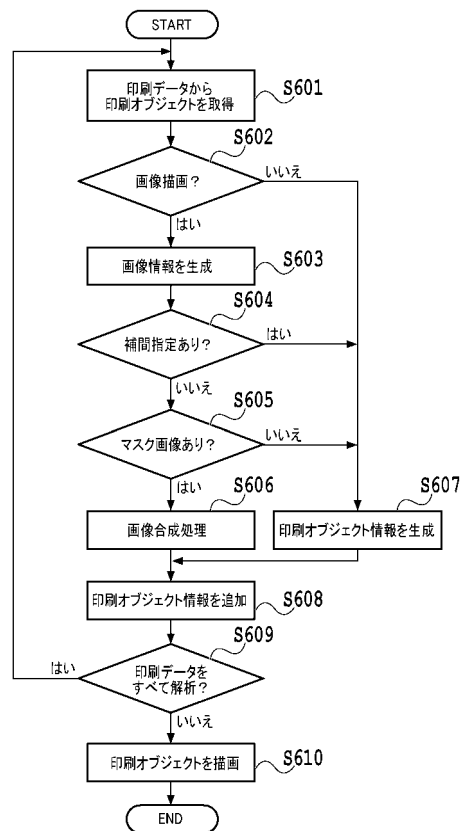 START
印刷データから
印刷オブジェクトを取得
S601
S602
画像描画？
いいえ
はい
画像情報を生成
S603
S604
補間指定あり？
はい
いいえ
S605
マスク画像あり？
いいえ
はい
S606
画像合成処理
S607
印刷オブジェクト情報を生成
印刷オブジェクト情報を追加
S608
S609
はい
印刷データを
すべて解析？
いいえ
印刷オブジェクトを描画
S610
END